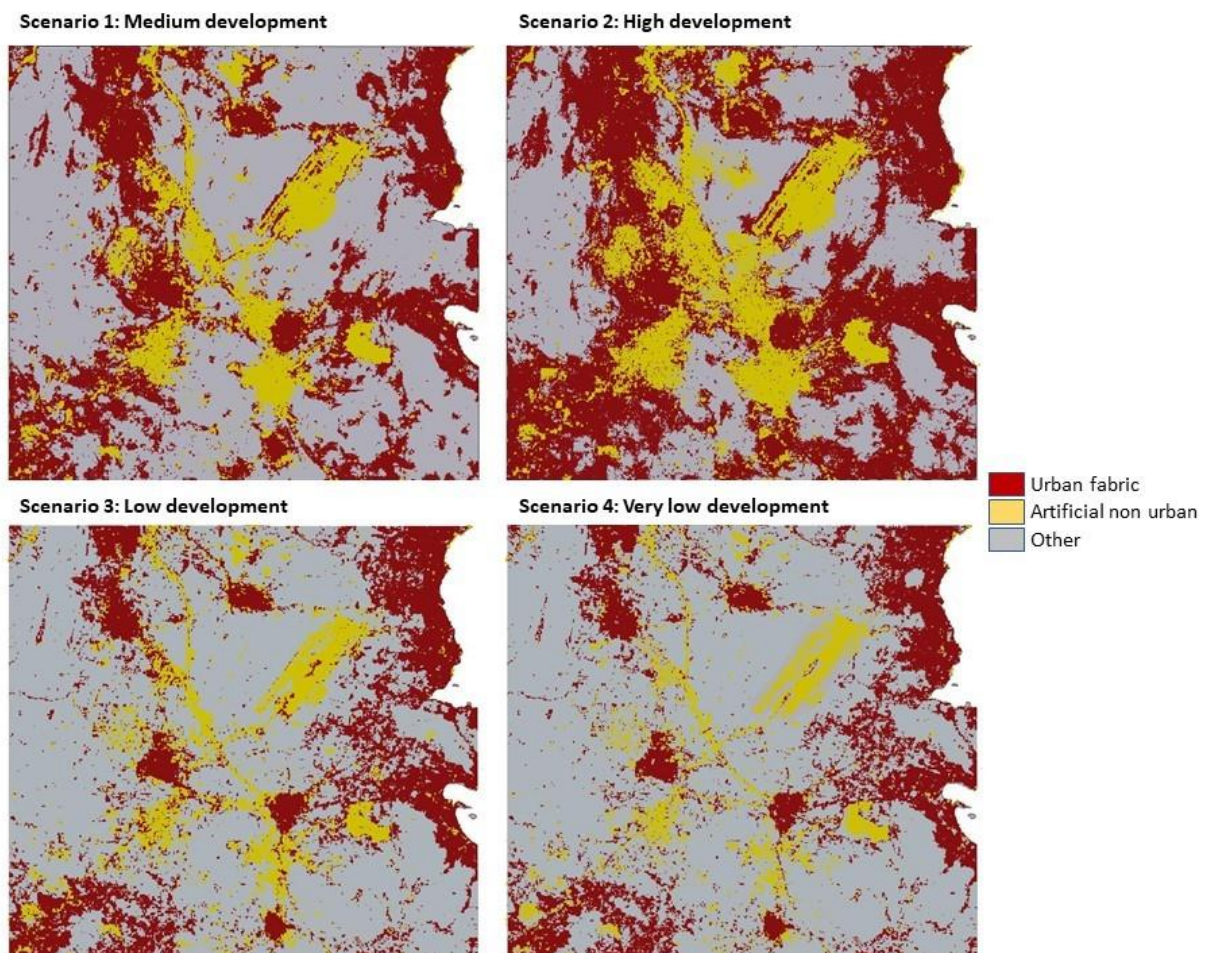 Scenario 1: Medium development
Scenario 2: High development
Scenario 3: Low development
Scenario 4: Very low development
Urban fabric
Artificial non urban
Other